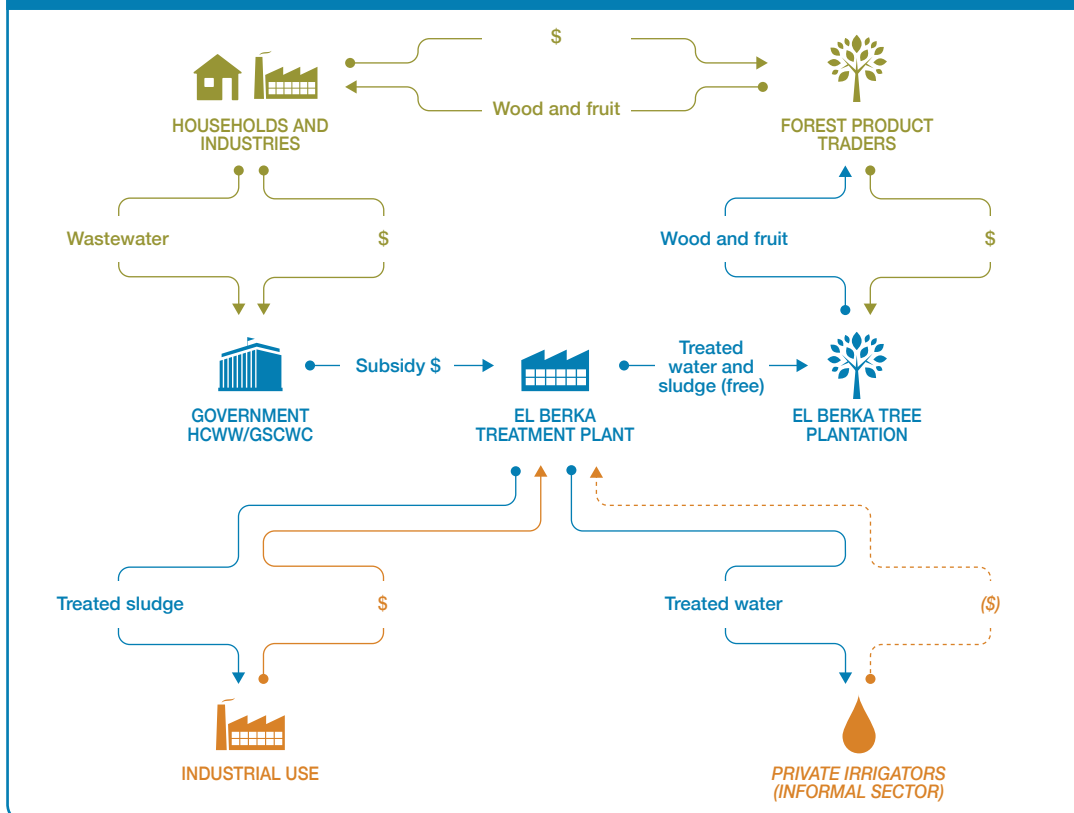 $
Wood and fruit
HOUSEHOLDS AND
INDUSTRIES
FOREST PRODUCT
TRADERS
Wastewater
$
Wood and fruit
$
Subsidy $
Treated
water and
sludge (free)
GOVERNMENT
HCWW/GSCWC
EL BERKA
TREATMENT PLANT
EL BERKA TREE
PLANTATION
Treated sludge
$
Treated water
($)
INDUSTRIAL USE
PRIVATE IRRIGATORS
(INFORMAL SECTOR)